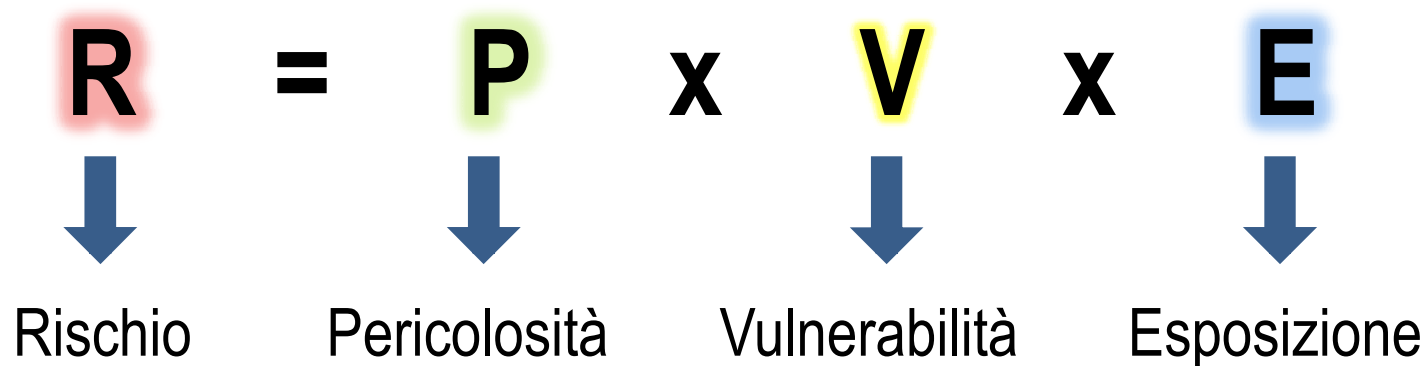 R = P x V x E
Rischio Pericolosità Vulnerabilità Esposizione